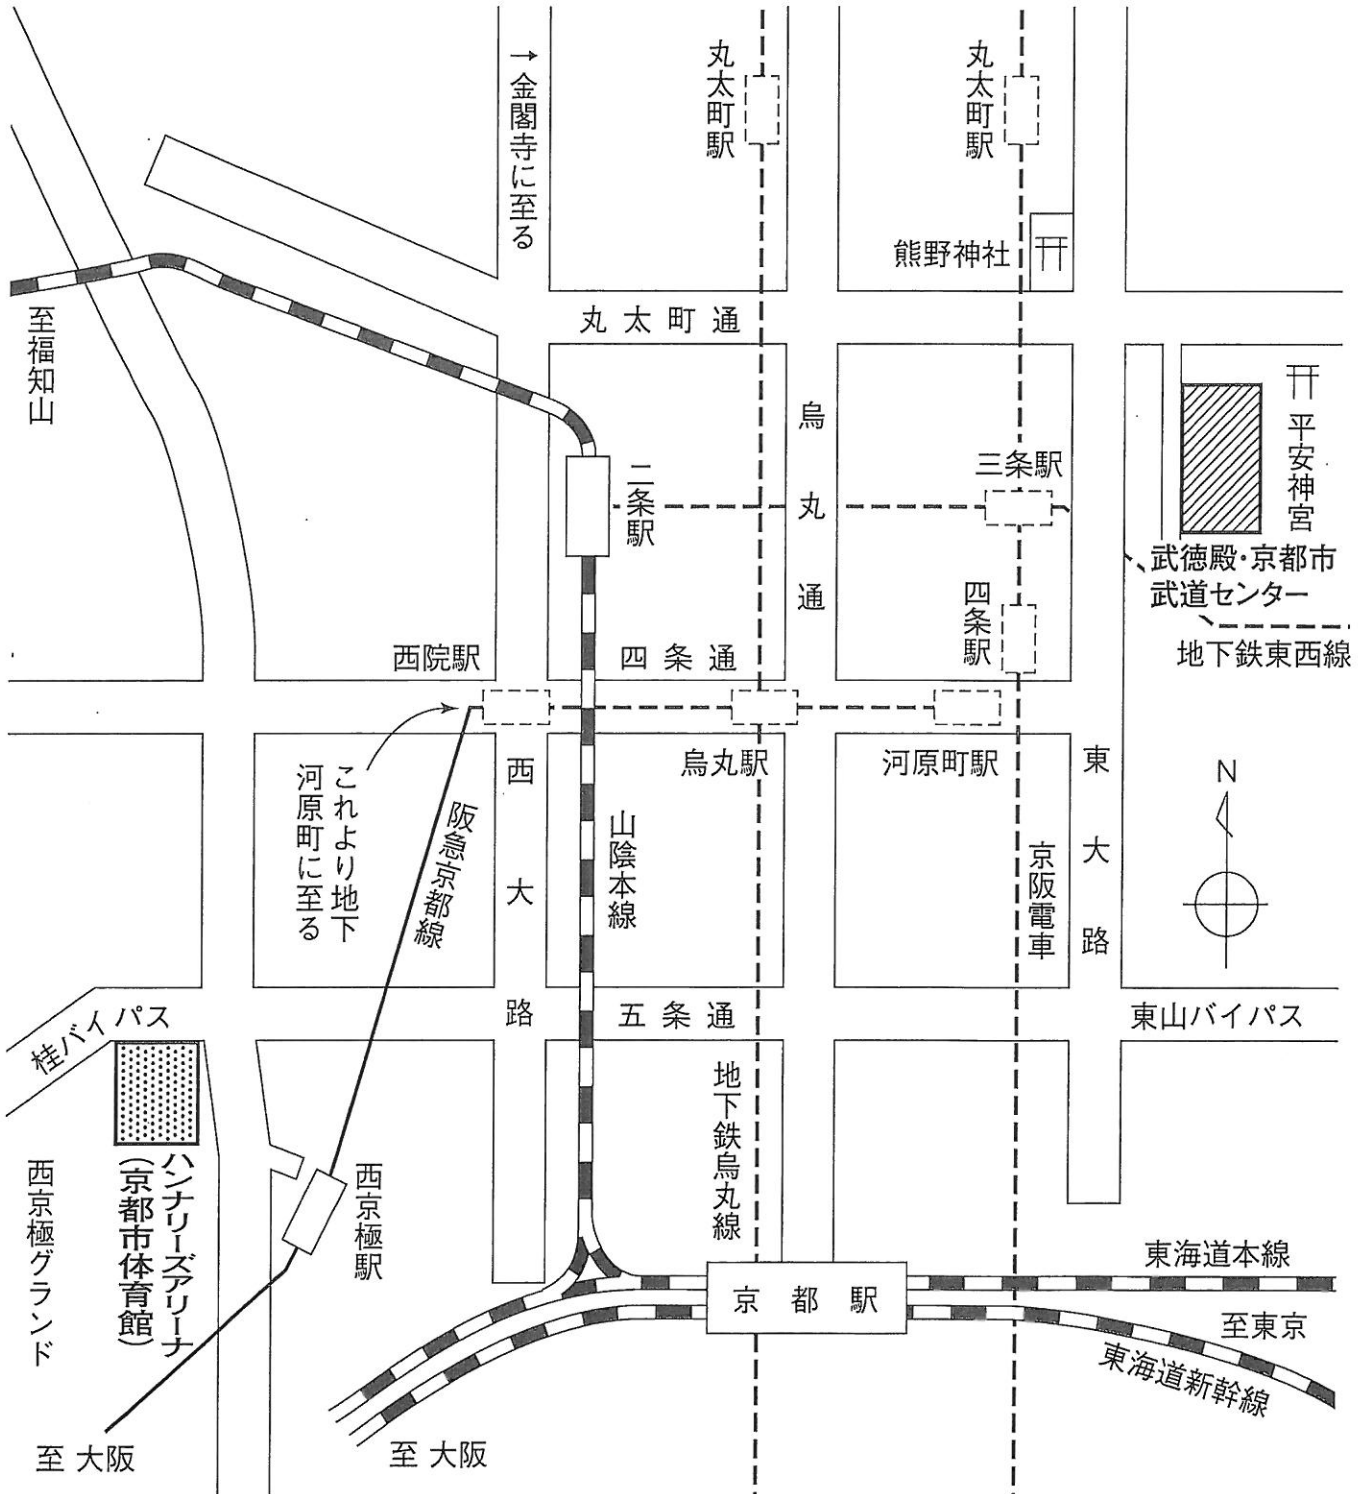 →金閣寺に至る
丸太町駅
丸太町駅
熊野神社
丸太町通
至福知山
烏丸通
平安神宮
二条駅
三条駅
武徳殿・京都市
武道センター
四条駅
地下鉄東西線
西院駅
四条通
烏丸駅
河原町駅
これより地下
河原町に至る
阪急京都線
西大路
山陰本線
東大路
京阪電車
N
桂バイパス
五条通
東山バイパス
地下鉄烏丸線
ハンナリーズアリーナ
(京都市体育館)
西京極グランド
西京極駅
京都駅
東海道本線
至東京
東海道新幹線
至 大阪
至 大阪